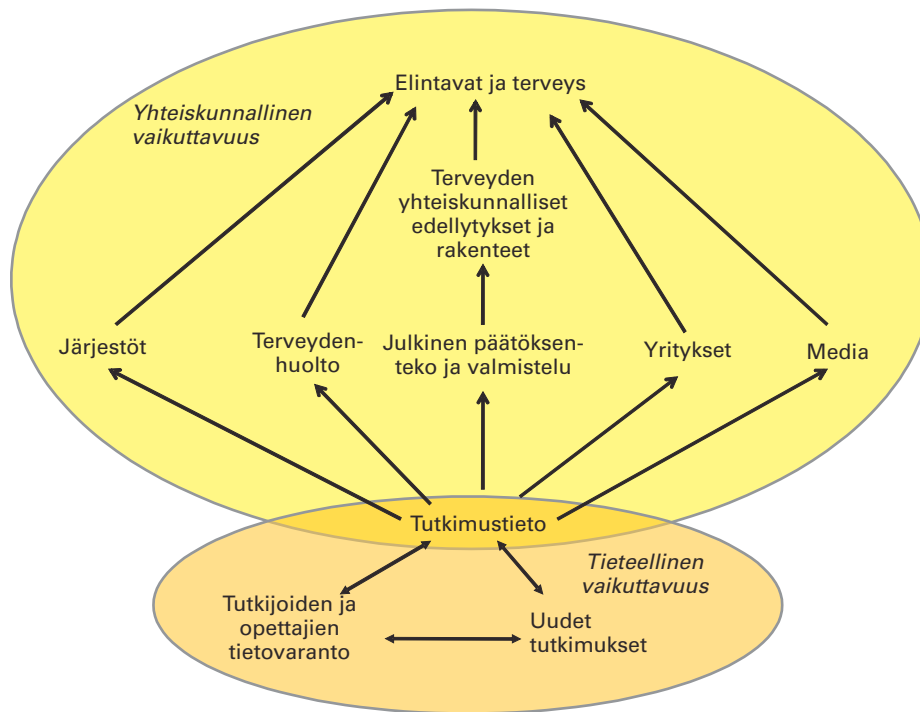 Elintavat ja terveys
Yhteiskunnallinen
vaikuttavuus
Terveyden
yhteiskunnalliset
edellytykset ja
rakenteet
Järjestöt
Terveyden-
huolto
Julkinen päätöksen-
teko ja valmistelu
Yritykset
Media
Tutkimustieto
Tieteellinen
vaikuttavuus
Tutkijoiden ja
opettajien
tietovaranto
Uudet
tutkimukset